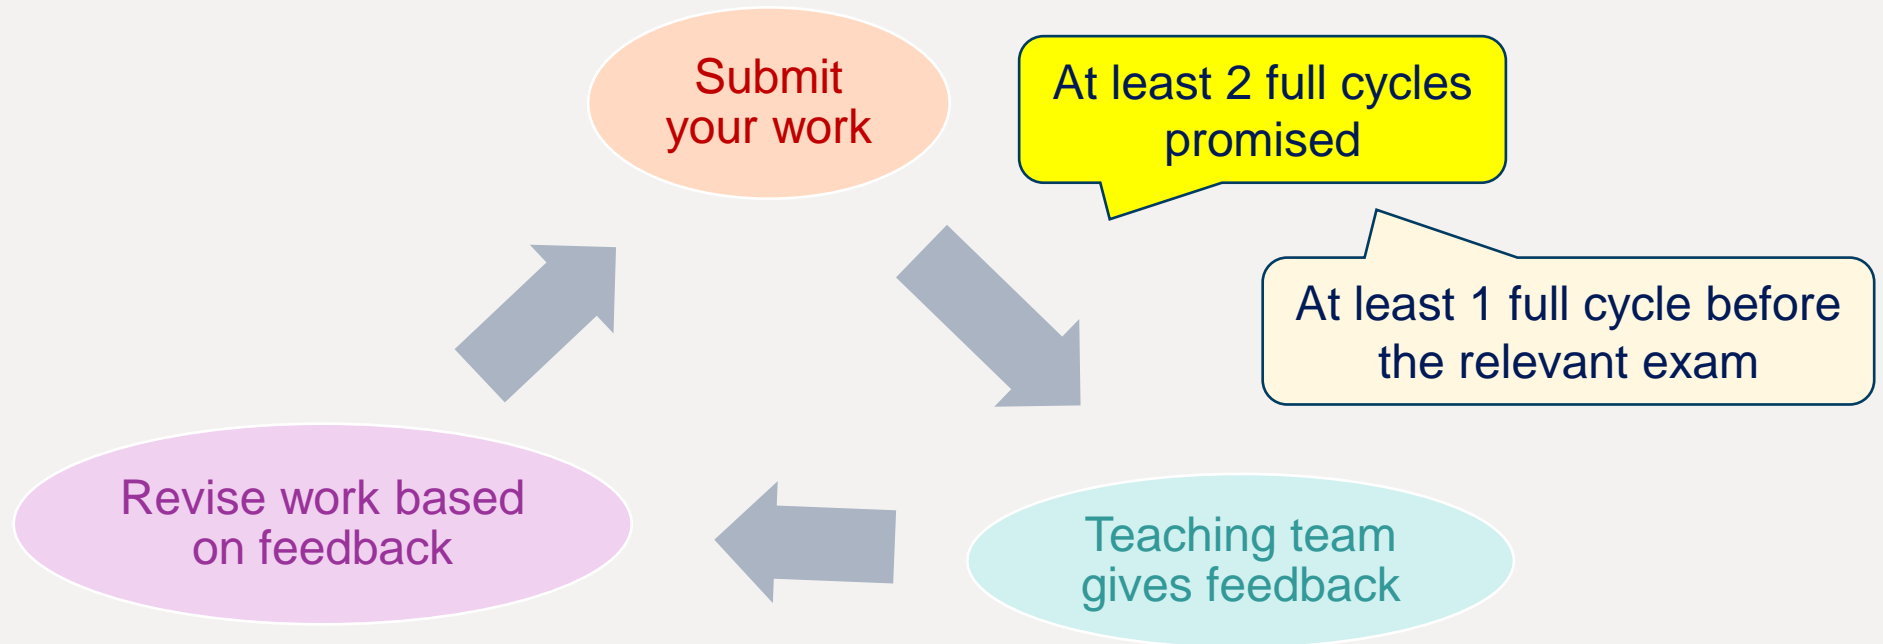 Submit
your work
At least 2 full cycles
promised
At least 1 full cycle before
the relevant exam
Teaching team
gives feedback
Revise work based
on feedback